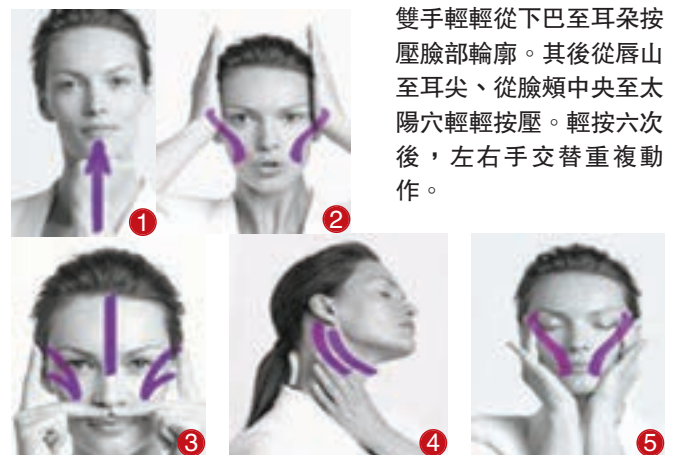 雙手輕輕從下巴至耳朵按
壓臉部輪廓。其後從唇山
至耳尖、從臉頰中央至太
陽穴輕輕按壓。輕按六次
後，左右手交替重複動
作。
1
2
3
4
5